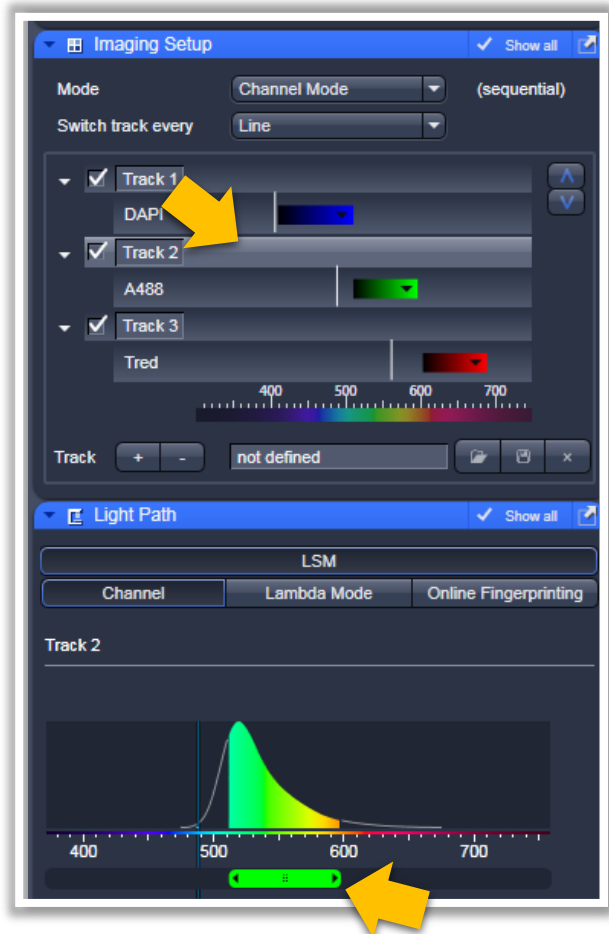 Imaging Setup Show all
Mode Channel Mode (sequential)
Switch track every Line
Track 1
DAPI
Track 2
A488
Track 3
Tred
400 500 600 700
Track + - not defined ×
Light Path Show all
LSM
Channel Lambda Mode Online Fingerprinting
Track 2
400 500 600 700